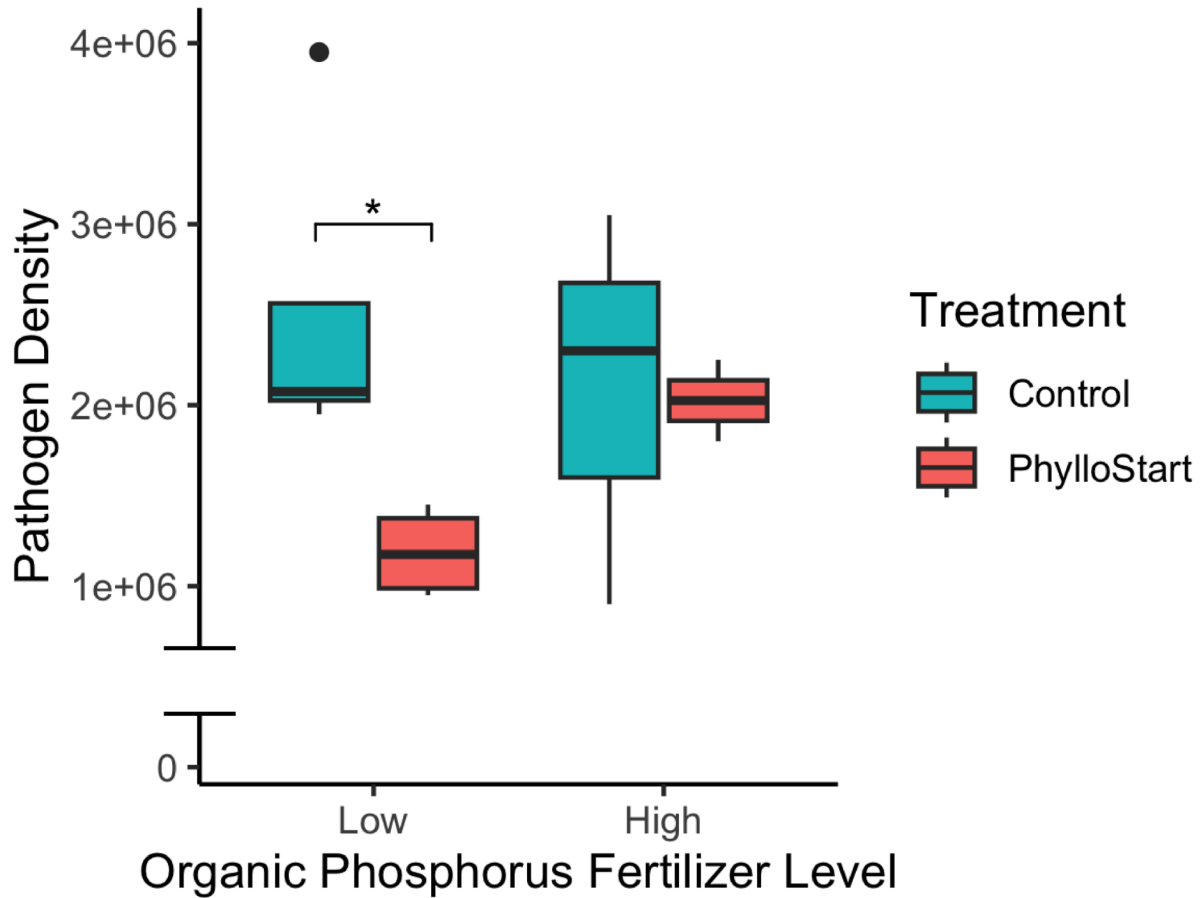 4e+06
3e+06
2e+06
1e+06
0
Pathogen Density
*
Low
High
Organic Phosphorus Fertilizer Level
Treatment
Control
PhylloStart